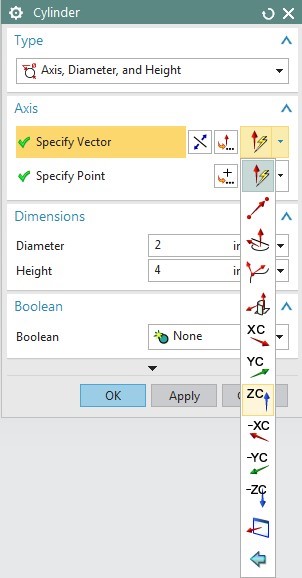 Cylinder
Type
Axis, Diameter, and Height
Axis
Specify Vector
Specify Point
Dimensions
Diameter 2 in
Height 4 in
Boolean
Boolean None
XC
YC
ZC
-XC
-YC
-ZC
OK Apply